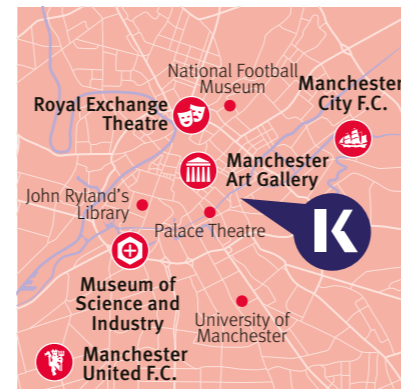 National Football
Museum
Manchester
City F.C.
Royal Exchange
Theatre
Manchester
Art Gallery
John Ryland's
Library
Palace Theatre
K
Museum of
Science and
Industry
University of
Manchester
Manchester
United F.C.